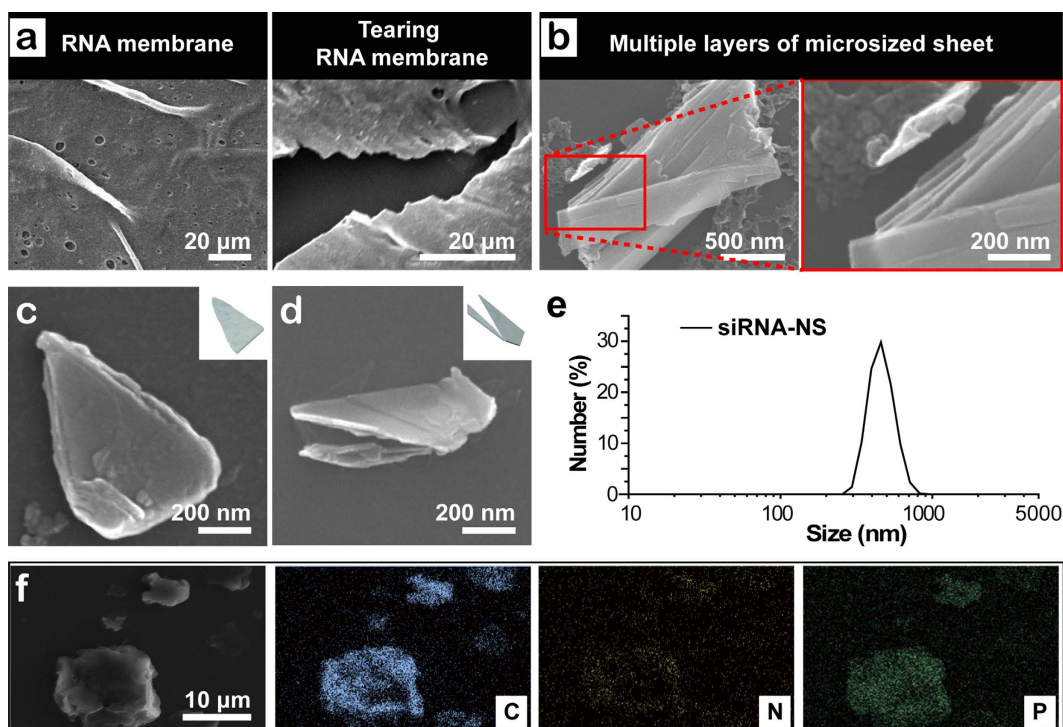 a
RNA membrane
Tearing
RNA membrane
b
Multiple layers of microsized sheet
20 µm
20 µm
500 nm
200 nm
c
200 nm
d
200 nm
e
siRNA-NS
Number (%)
30
20
10
0
10
100
1000
5000
Size (nm)
f
10 µm
C
N
P